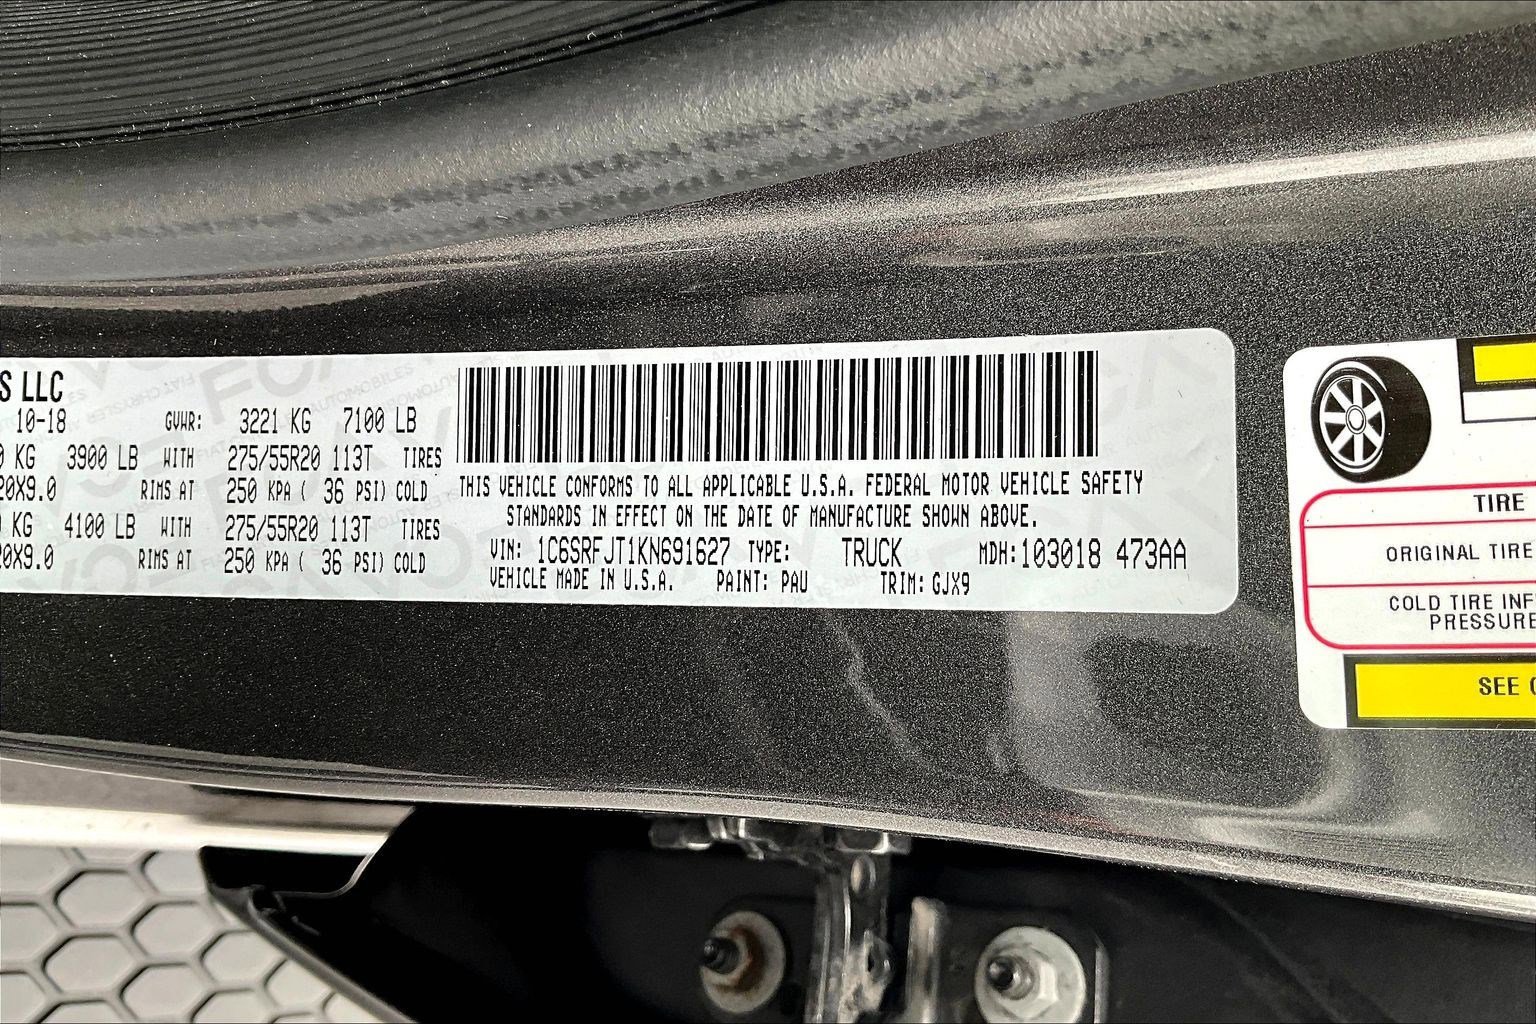 S LLC
10-18 GVWR: 3221 KG 7100 LB
0 KG 3900 LB WITH 275/55R20 113T TIRES
20X9.0 RIMS AT 250 KPA ( 36 PSI) COLD
0 KG 4100 LB WITH 275/55R20 113T TIRES
20X9.0 RIMS AT 250 KPA ( 36 PSI) COLD
THIS VEHICLE CONFORMS TO ALL APPLICABLE U.S.A. FEDERAL MOTOR VEHICLE SAFETY
STANDARDS IN EFFECT ON THE DATE OF MANUFACTURE SHOWN ABOVE.
VIN: 1C6SRFJT1KN691627 TYPE: TRUCK MDH: 103018 473AA
VEHICLE MADE IN U.S.A. PAINT: PAU TRIM: GJX9
TIRE
ORIGINAL TIRE
COLD TIRE INF
PRESSURE
SEE